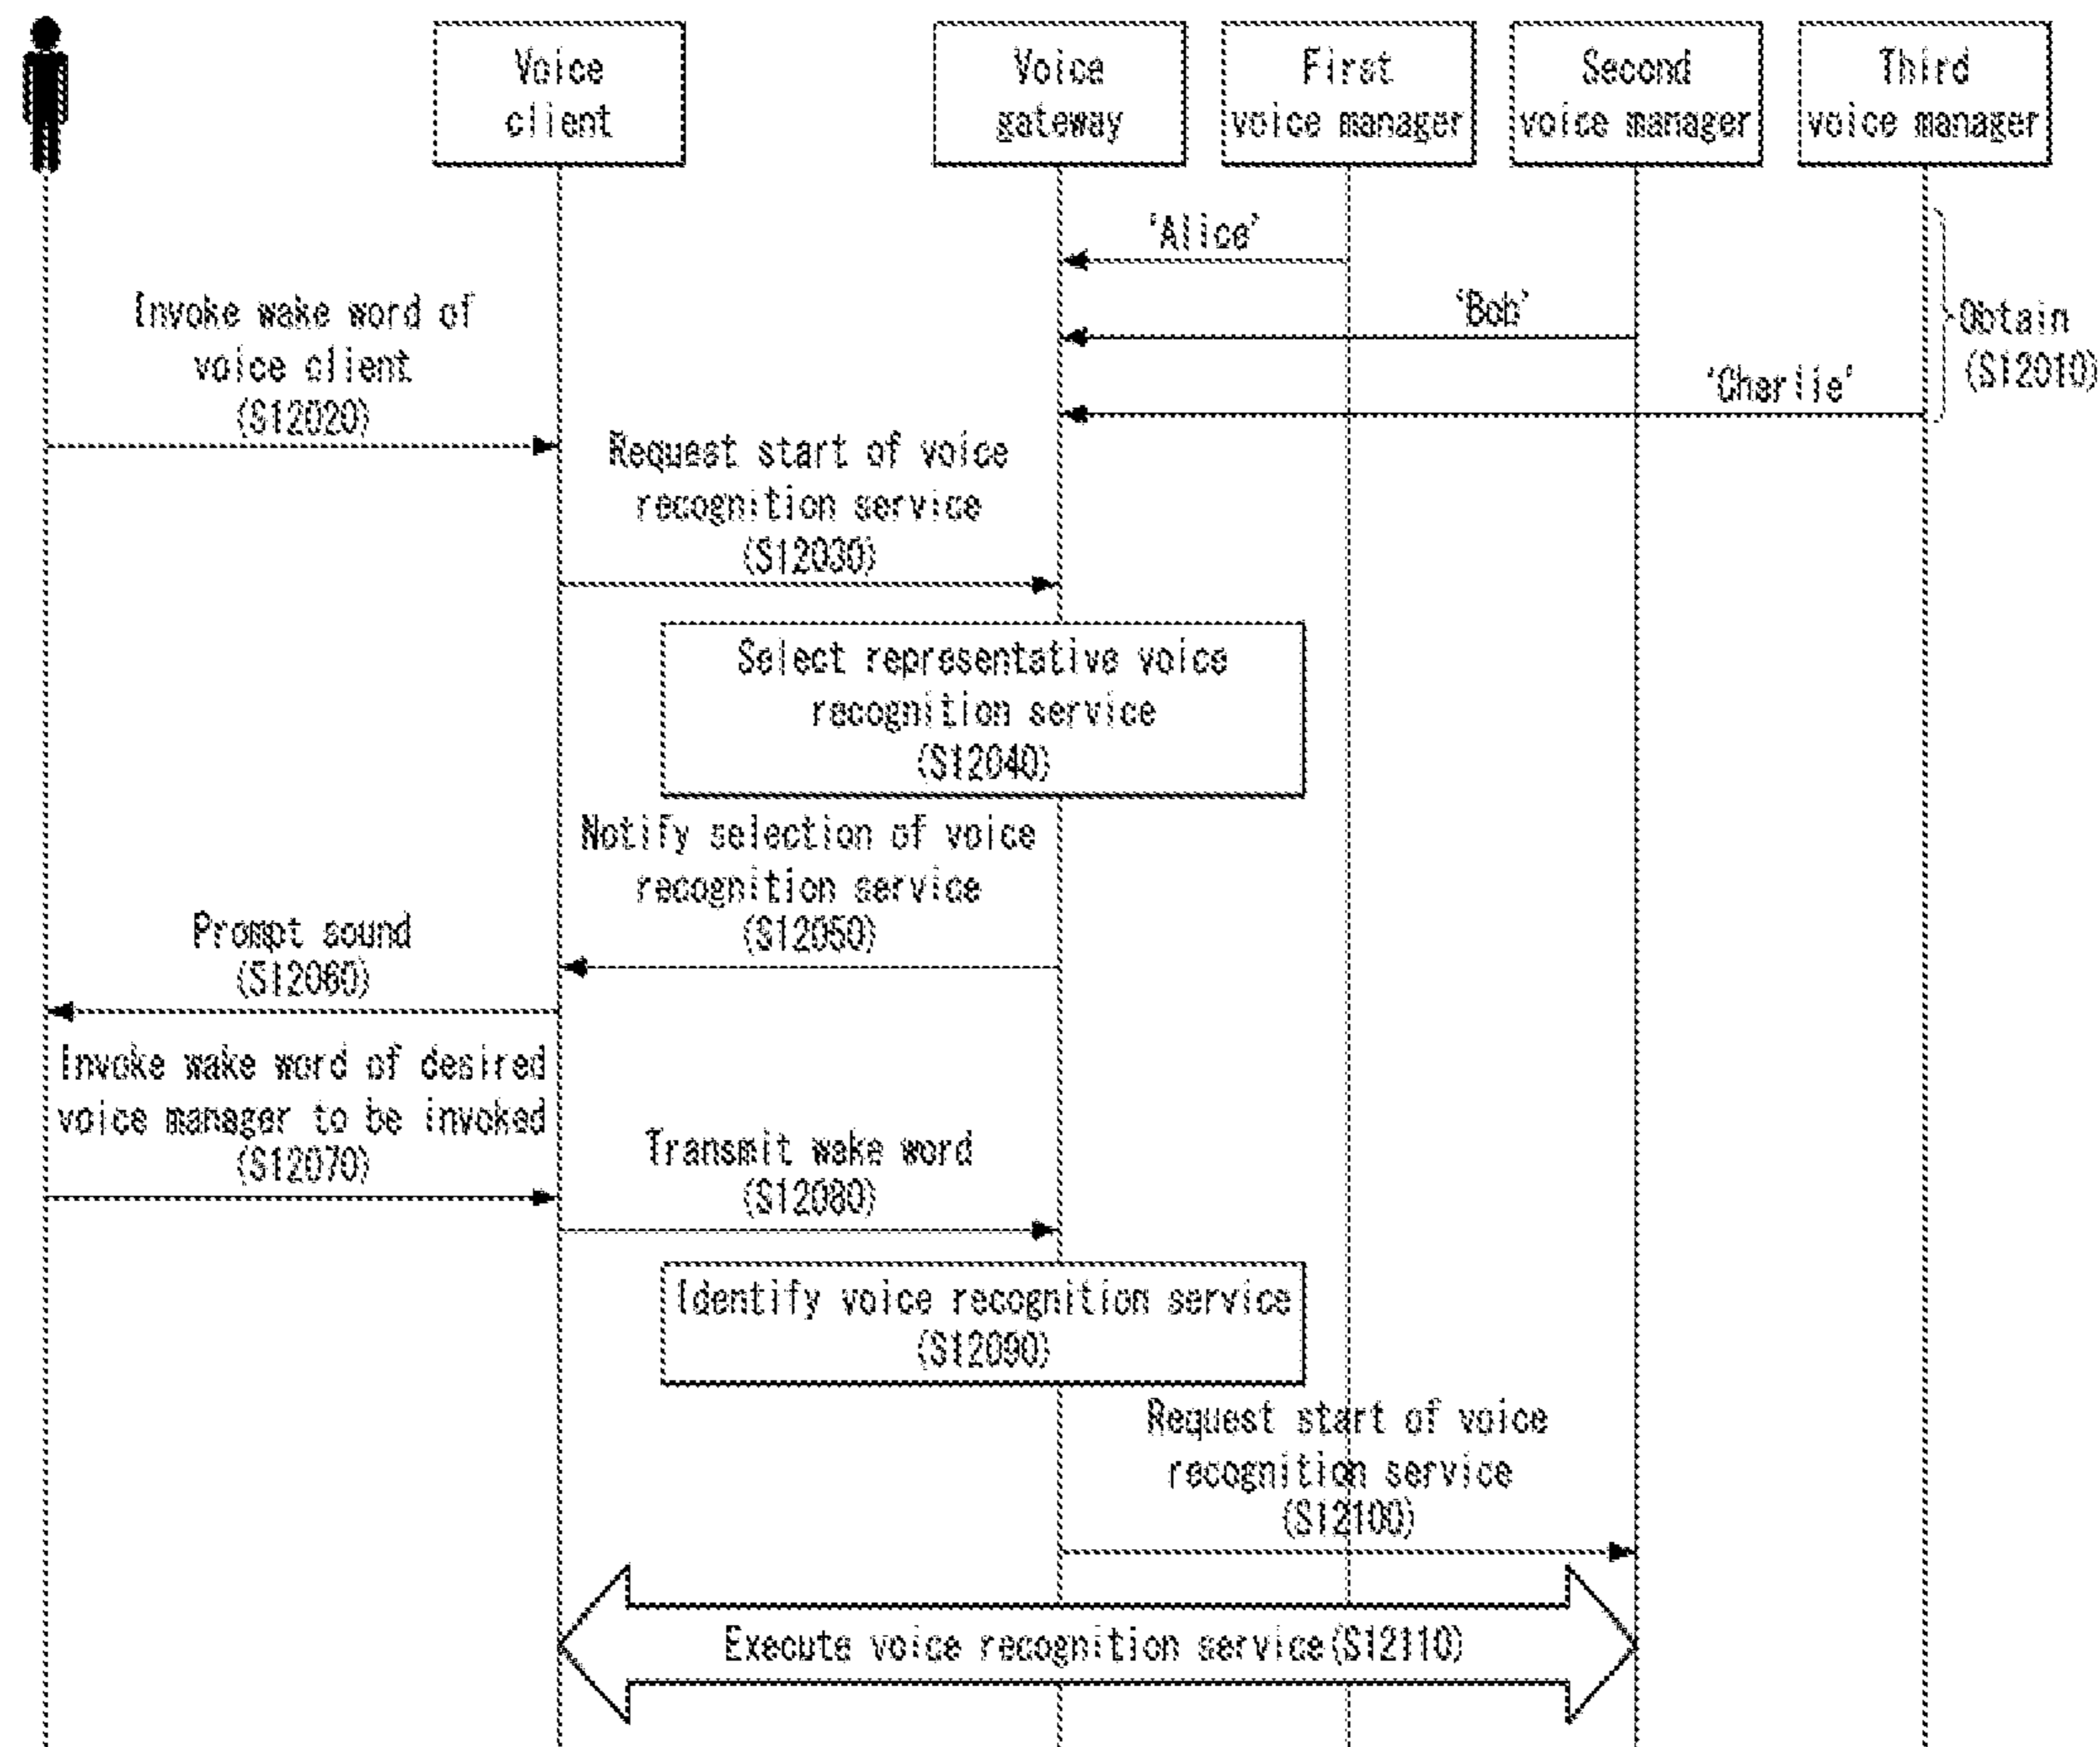 Voice
client
Voice
gateway
First
voice manager
Second
voice manager
Third
voice manager
'Alice'
'Bob'
'Charlie'
Obtain
(S12010)
Invoke wake word of
voice client
(S12020)
Request start of voice
recognition service
(S12030)
Select representative voice
recognition service
(S12040)
Notify selection of voice
recognition service
(S12050)
Prompt sound
(S12060)
Invoke wake word of desired
voice manager to be invoked
(S12070)
Transmit wake word
(S12080)
Identify voice recognition service
(S12090)
Request start of voice
recognition service
(S12100)
Execute voice recognition service(S12110)